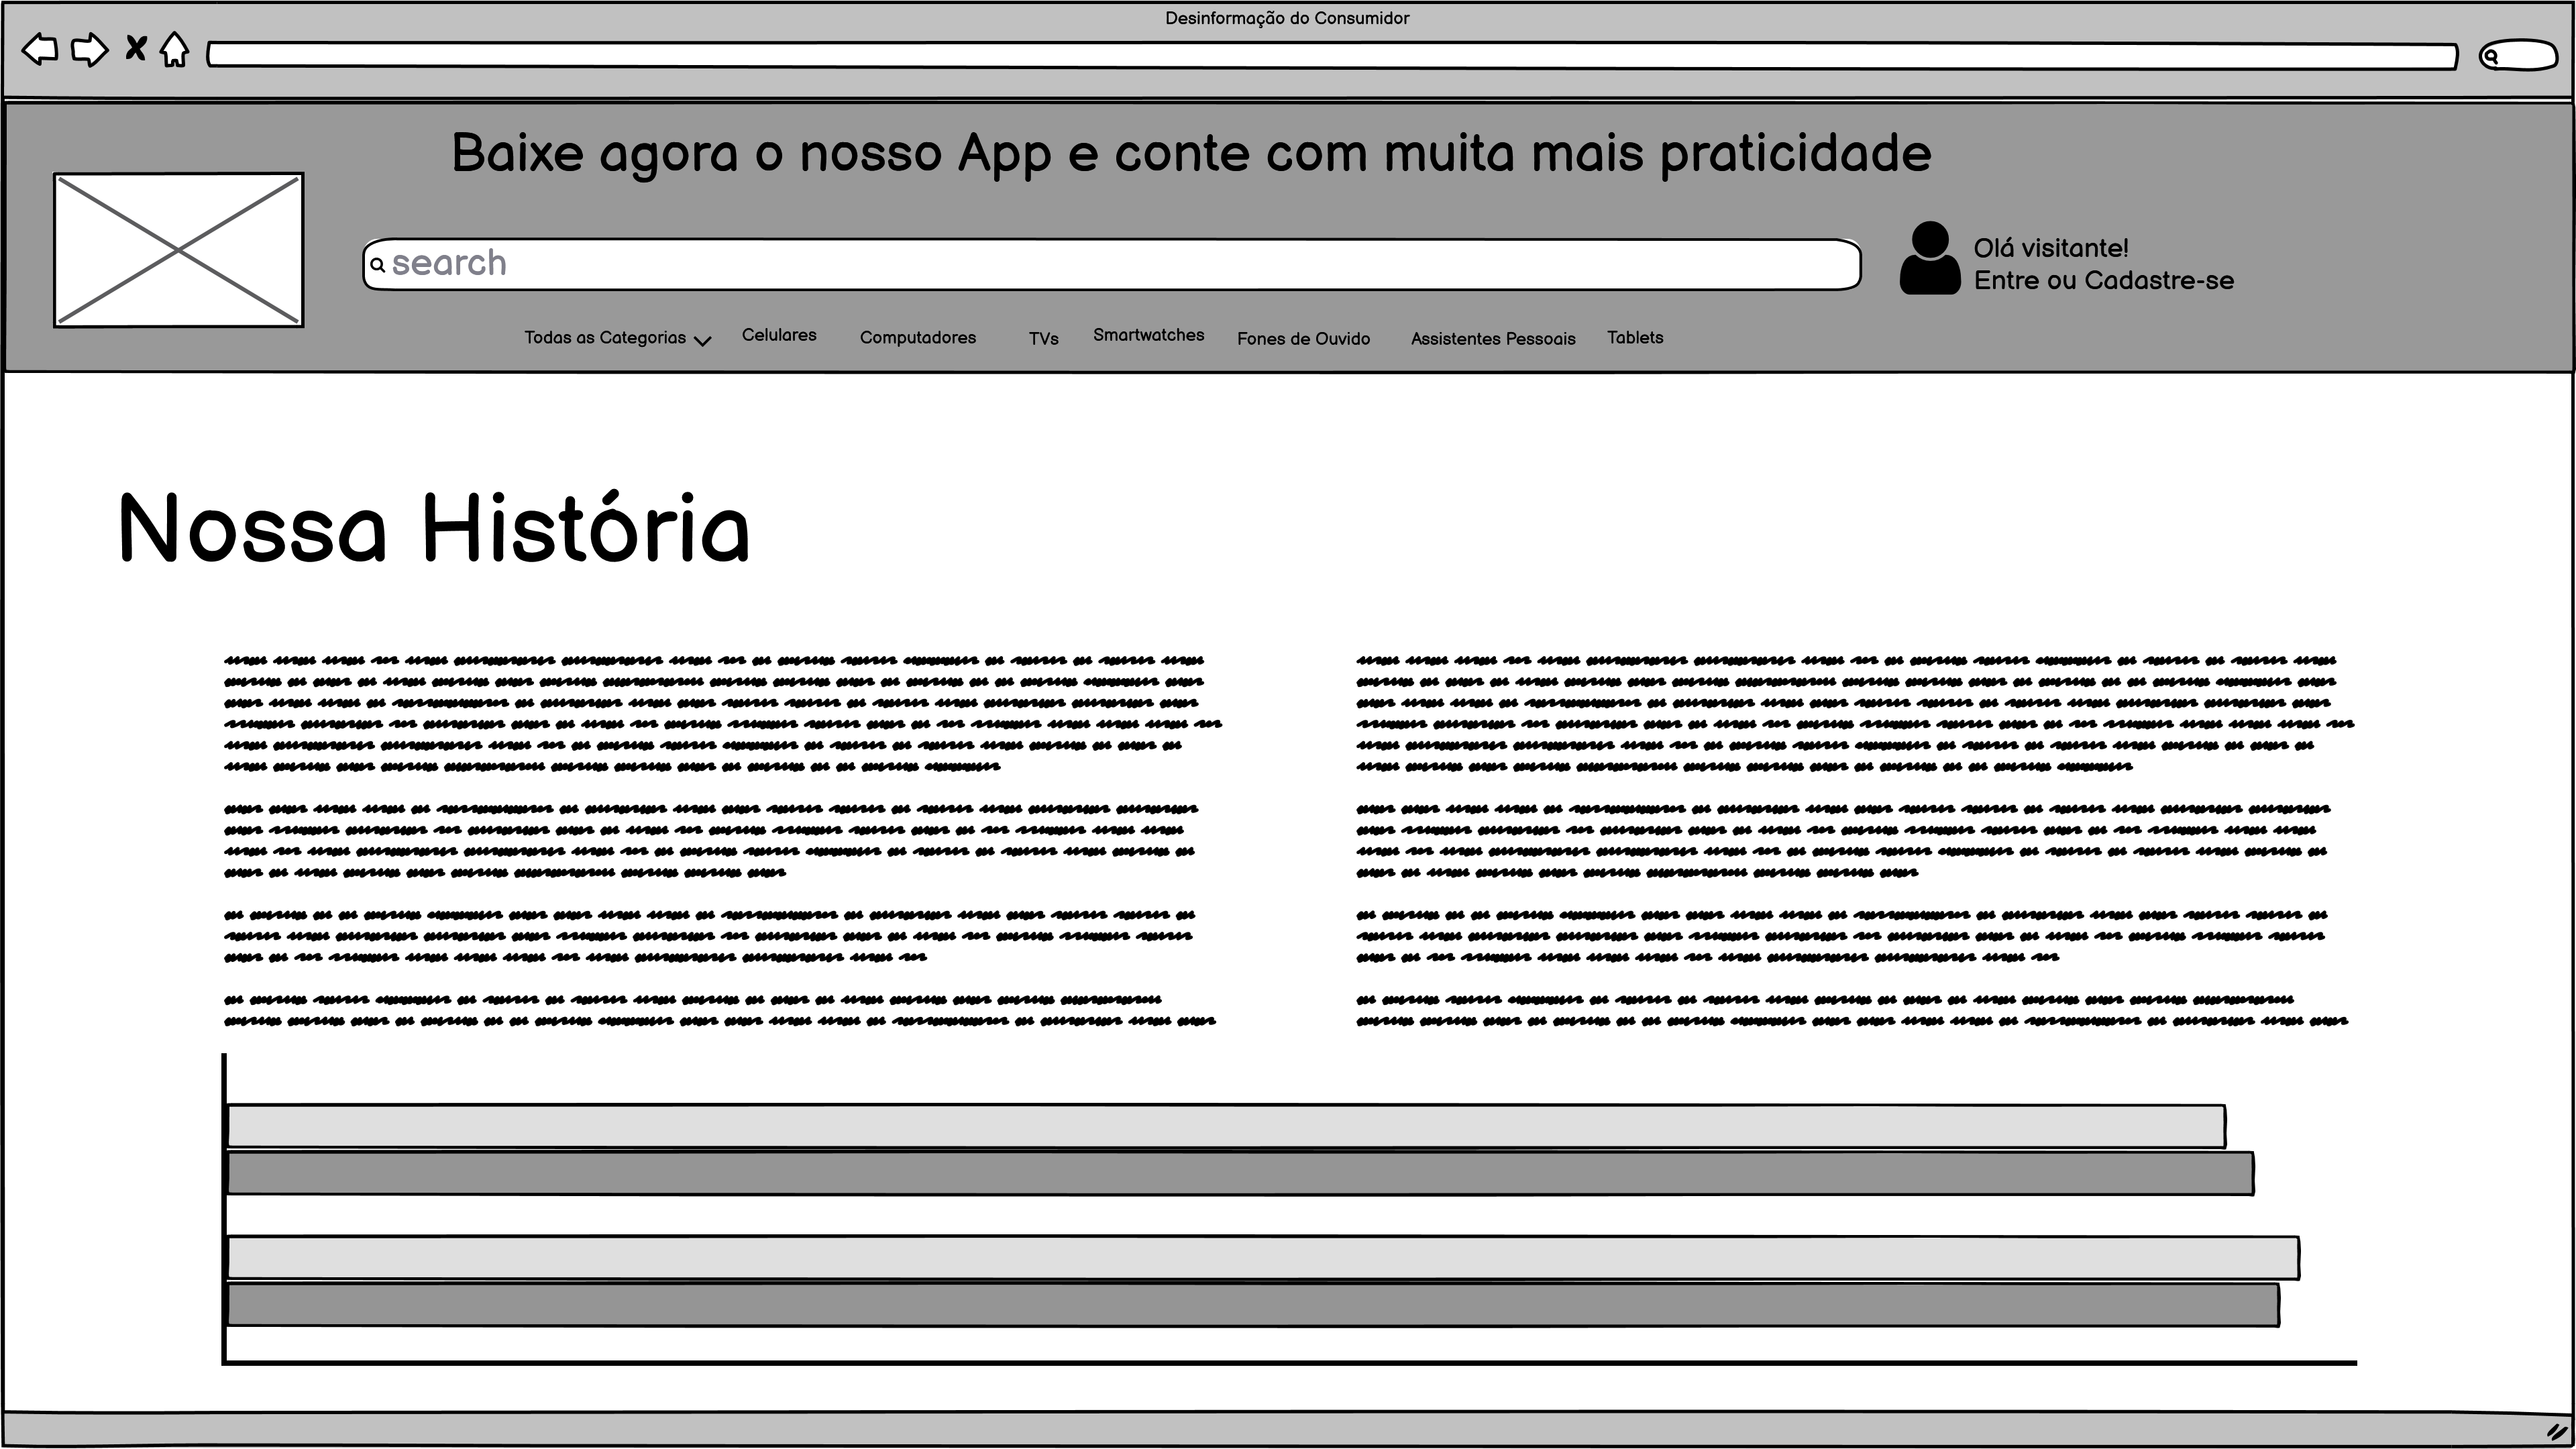 Desinformação do Consumidor
Baixe agora o nosso App e conte com muita mais praticidade
search
Olá visitante!
Entre ou Cadastre-se
Todas as Categorias Celulares Computadores TVs Smartwatches Fones de Ouvido Assistentes Pessoais Tablets
Nossa História